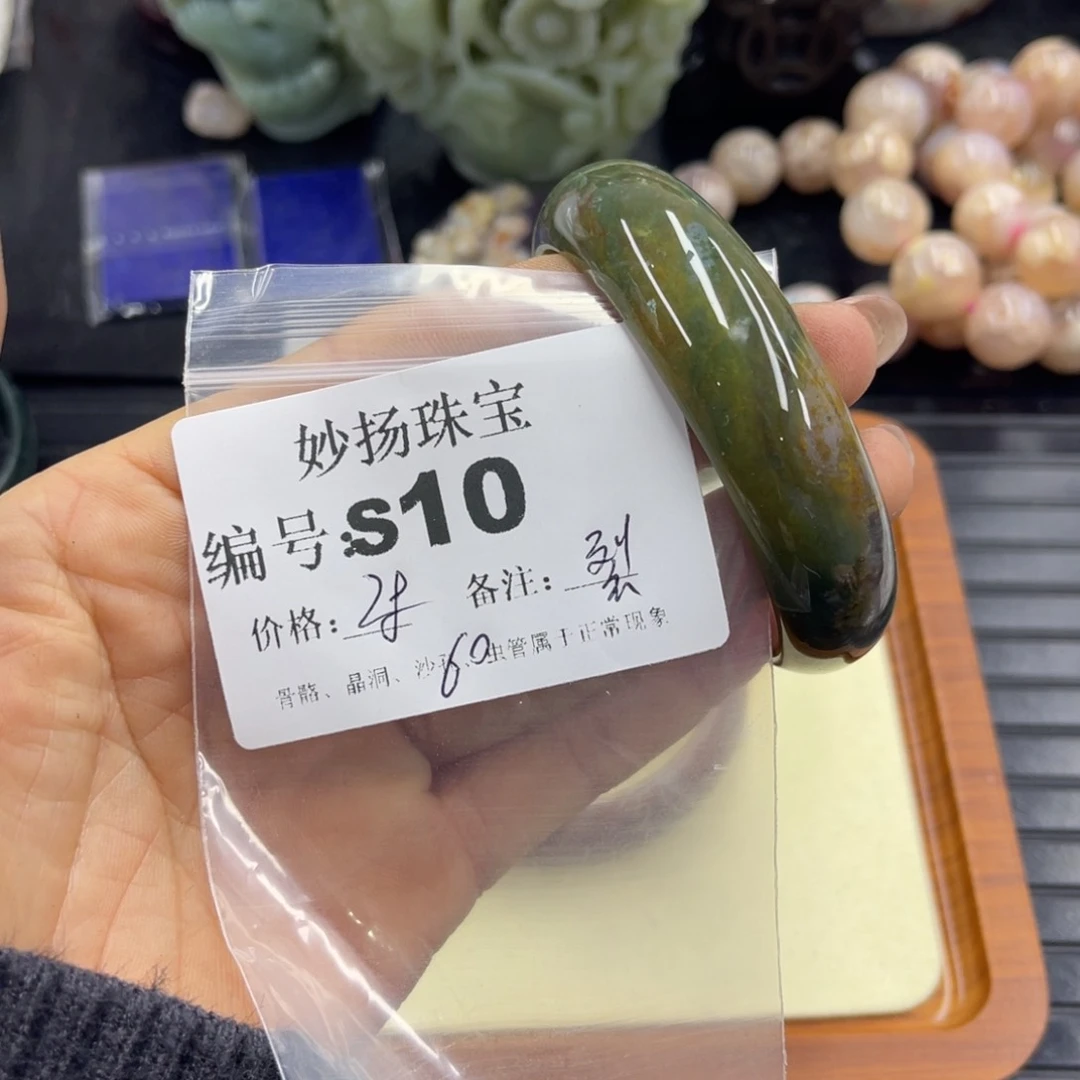 妙扬珠宝
编号:S10
价格: 备注:裂
60
骨骼、晶洞、沙 虫管属于正常现象